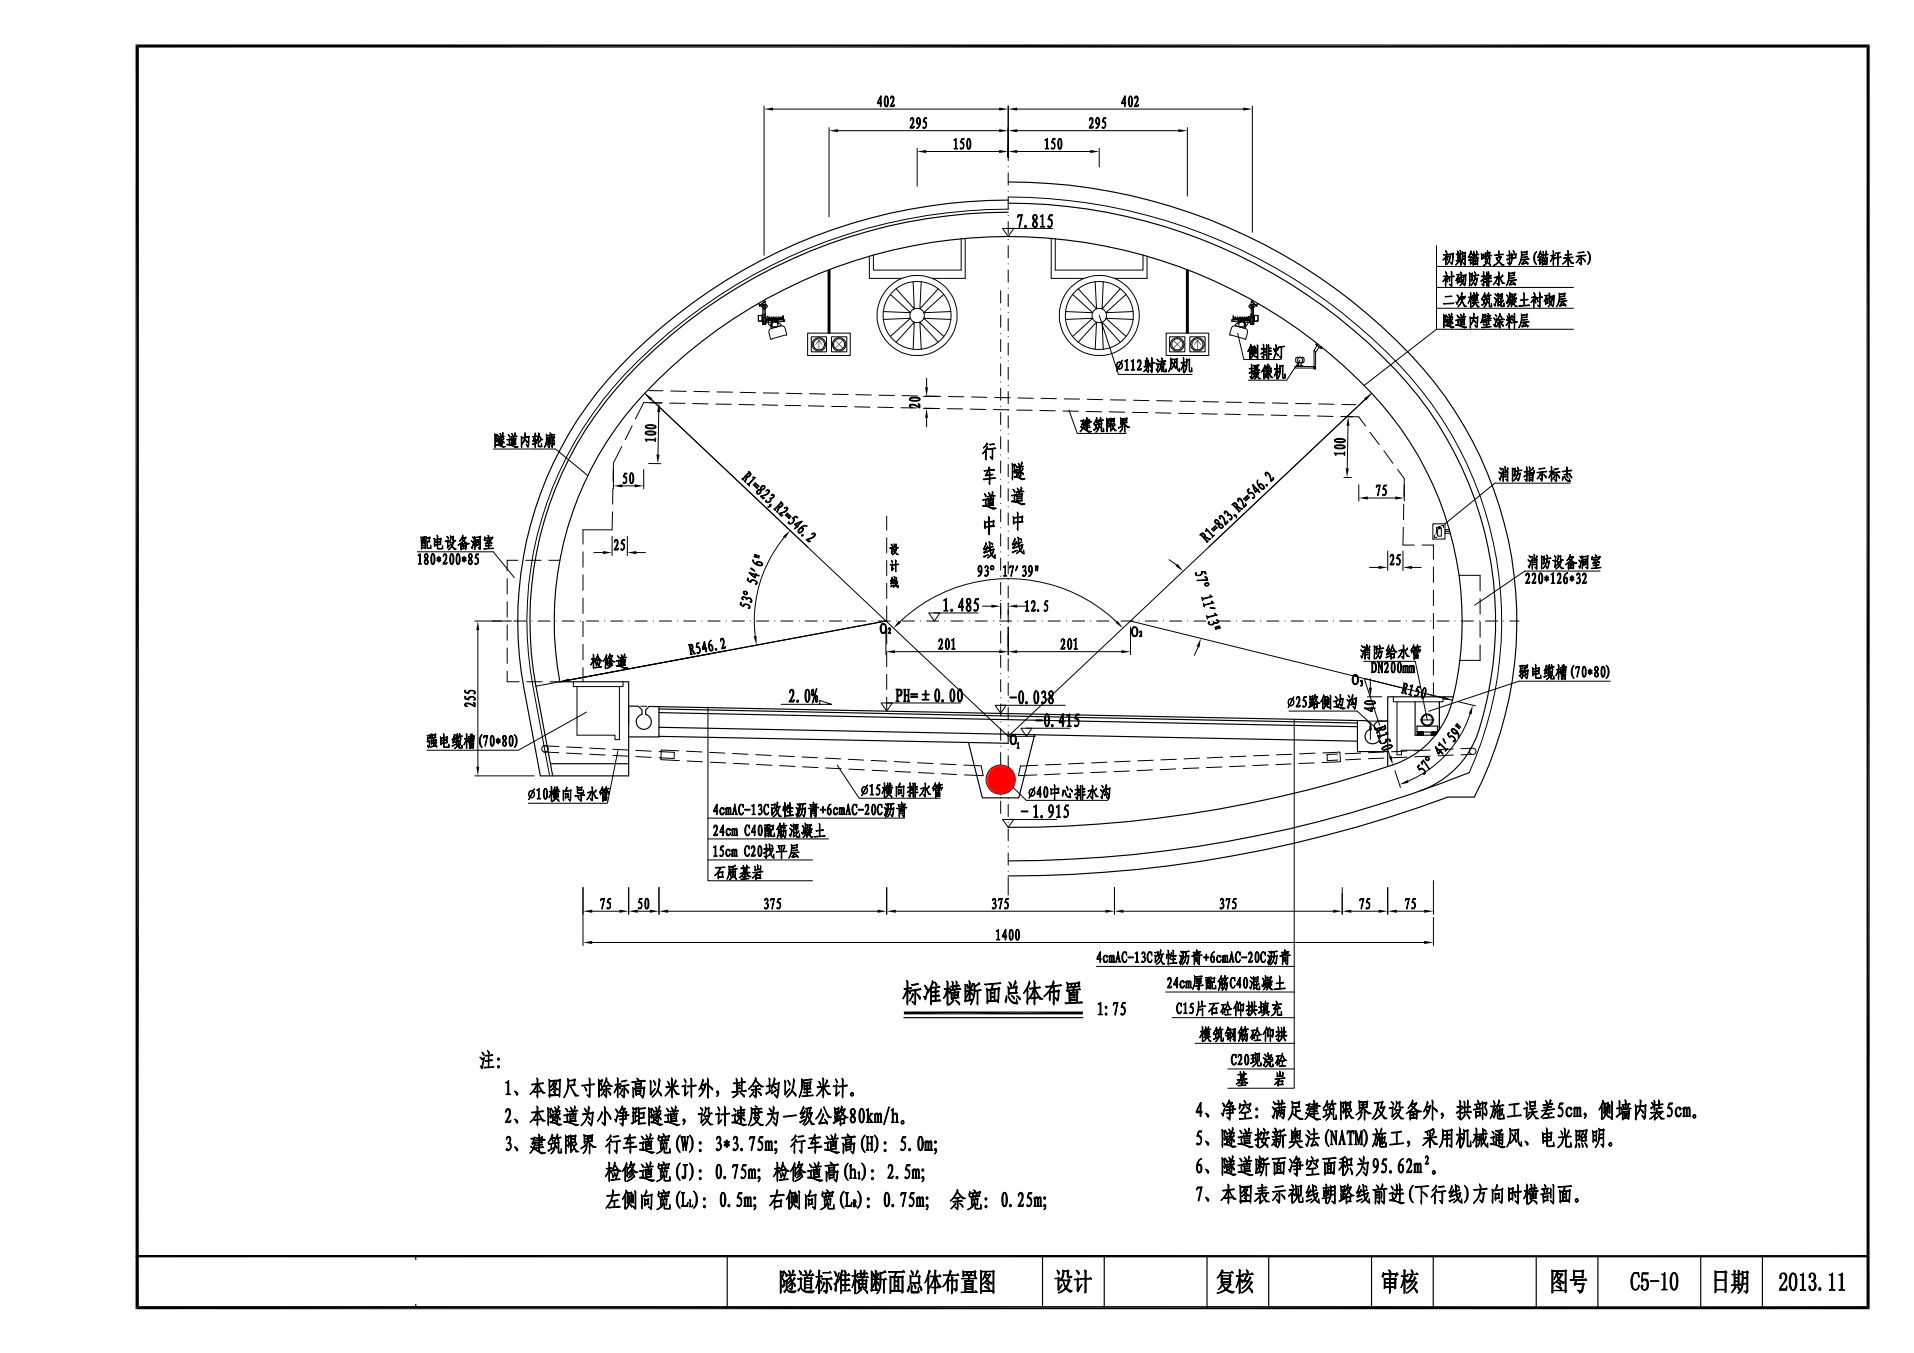 402
402
295
295
150
150
7.815
初期锚喷支护层(锚杆未示)
衬砌防排水层
二次模筑混凝土衬砌层
隧道内壁涂料层
侧排灯
摄像机
ø112射流风机
20
建筑限界
隧道内轮廓
100
100
行车道中线
隧道中线
50
75
消防指示标志
R1=823,R2=546.2
R1=823,R2=546.2
配电设备洞室
180*200*85
25
25
设计线
消防设备洞室
220*126*32
93° 17'39"
53° 54'6"
57° 11'13"
1.485
12.5
O₂
O₂
201
201
R546.2
检修道
消防给水管
DN200mm
弱电缆槽(70*80)
O₃
R150
255
2.0%
PH=±0.00
-0.038
ø25路侧边沟
40
-0.415
O₁
R150
57° 41'59"
强电缆槽(70*80)
ø10横向导水管
ø15横向排水管
ø40中心排水沟
-1.915
4cmAC-13C改性沥青+6cmAC-20C沥青
24cm C40配筋混凝土
15cm C20找平层
石质基岩
75
50
375
375
375
75
75
1400
4cmAC-13C改性沥青+6cmAC-20C沥青
24cm厚配筋C40混凝土
C15片石砼仰拱填充
模筑钢筋砼仰拱
C20现浇砼
基 岩
标准横断面总体布置
1:75
注:
1、本图尺寸除标高以米计外，其余均以厘米计。
2、本隧道为小净距隧道，设计速度为一级公路80km/h。
3、建筑限界 行车道宽(W): 3*3.75m; 行车道高(H): 5.0m;
检修道宽(J): 0.75m; 检修道高(h₁): 2.5m;
左侧向宽(Lʟ): 0.5m; 右侧向宽(Lʀ): 0.75m; 余宽: 0.25m;
4、净空: 满足建筑限界及设备外，拱部施工误差5cm，侧墙内装5cm。
5、隧道按新奥法(NATM)施工，采用机械通风、电光照明。
6、隧道断面净空面积为95.62m²。
7、本图表示视线朝路线前进(下行线)方向时横剖面。
隧道标准横断面总体布置图
设计
复核
审核
图号
C5-10
日期
2013.11